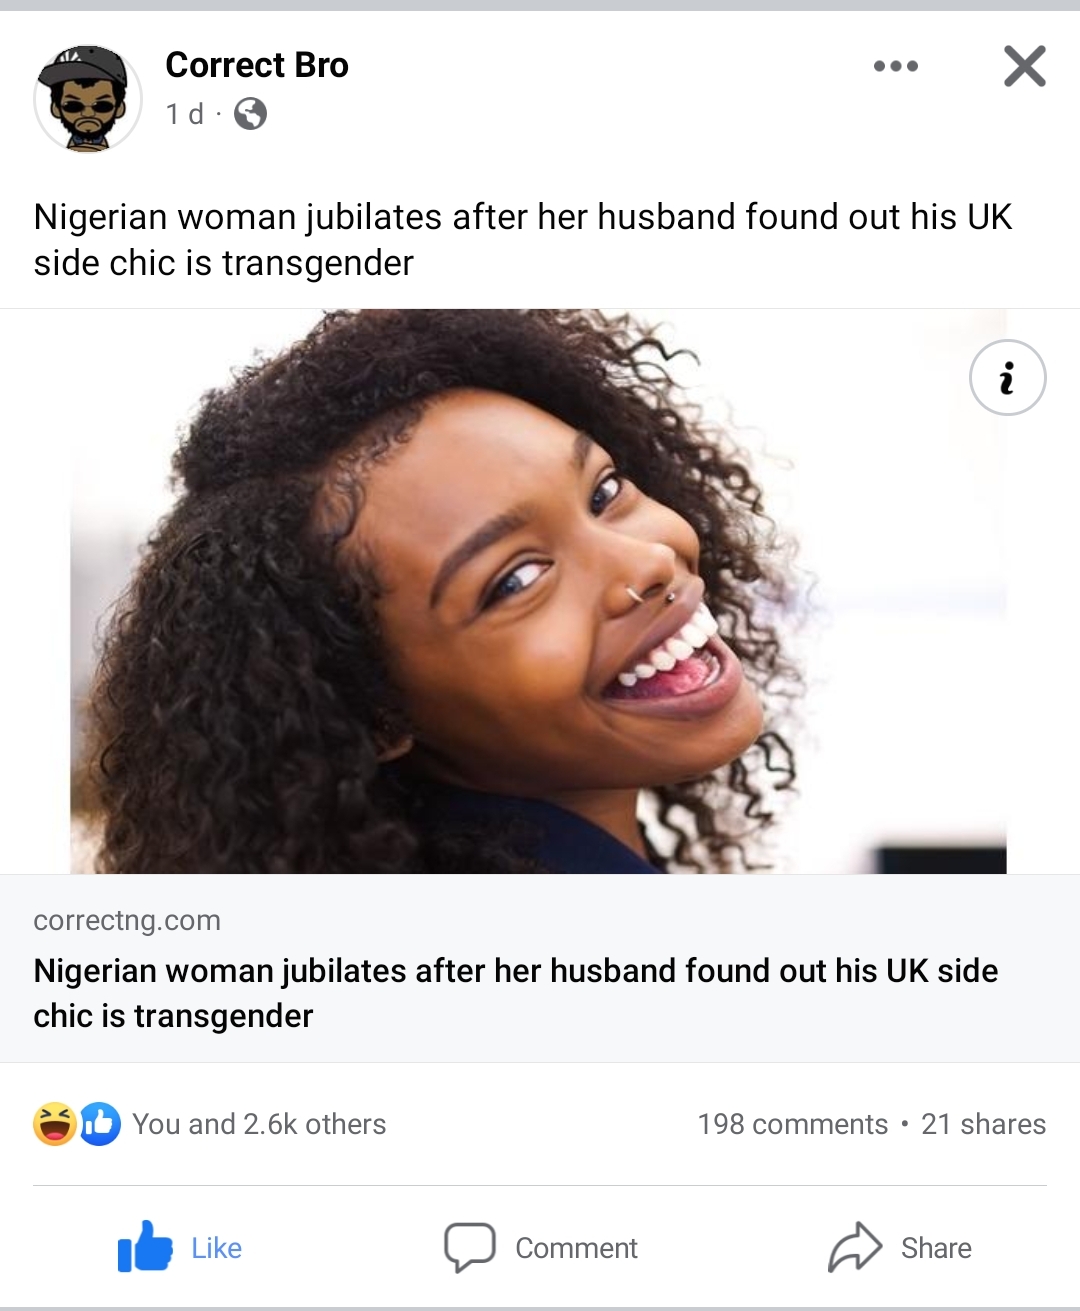 Correct Bro
1 d ·
Nigerian woman jubilates after her husband found out his UK
side chic is transgender
i
correctng.com
Nigerian woman jubilates after her husband found out his UK side
chic is transgender
You and 2.6k others
198 comments • 21 shares
Like
Comment
Share